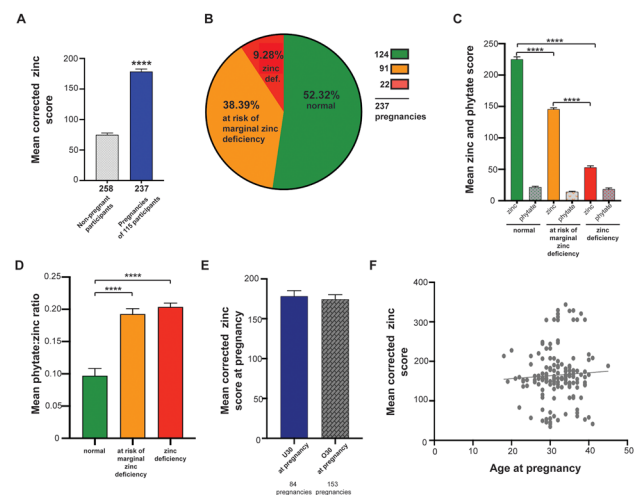 A
Mean corrected zinc
score
200
150
100
50
0
****
258
237
Non-pregnant
participants
Pregnancies
of 115 participants
B
9.28%
zinc
def.
38.39%
at risk of
marginal zinc
deficiency
52.32%
normal
124
91
22
237
pregnancies
C
Mean zinc and phytate score
250
200
150
100
50
0
****
****
****
zinc
phytate
zinc
phytate
zinc
phytate
normal
at risk of
marginal
zinc
deficiency
zinc
deficiency
D
Mean phytate:zinc ratio
0.25
0.20
0.15
0.10
0.05
0.00
****
****
normal
at risk of
marginal
zinc
deficiency
zinc
deficiency
E
Mean corrected zinc
score at pregnancy
200
150
100
50
0
U30
at pregnancy
O30
at pregnancy
84
pregnancies
153
pregnancies
F
Mean corrected zinc
score
400
300
200
100
0
0
10
20
30
40
50
Age at pregnancy